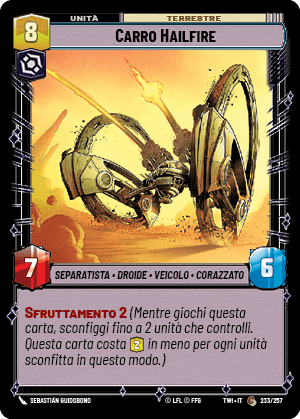 8
UNITÀ
TERRESTRE
CARRO HAILFIRE
7
6
SEPARATISTA • DROIDE • VEICOLO • CORAZZATO
SFRUTTAMENTO 2 (Mentre giochi questa
carta, sconfiggi fino a 2 unità che controlli.
Questa carta costa 2 in meno per ogni unità
sconfitta in questo modo.)
SEBASTIÁN GUIDOBONO
© LFL © FFG
TWI • IT
C
233/257